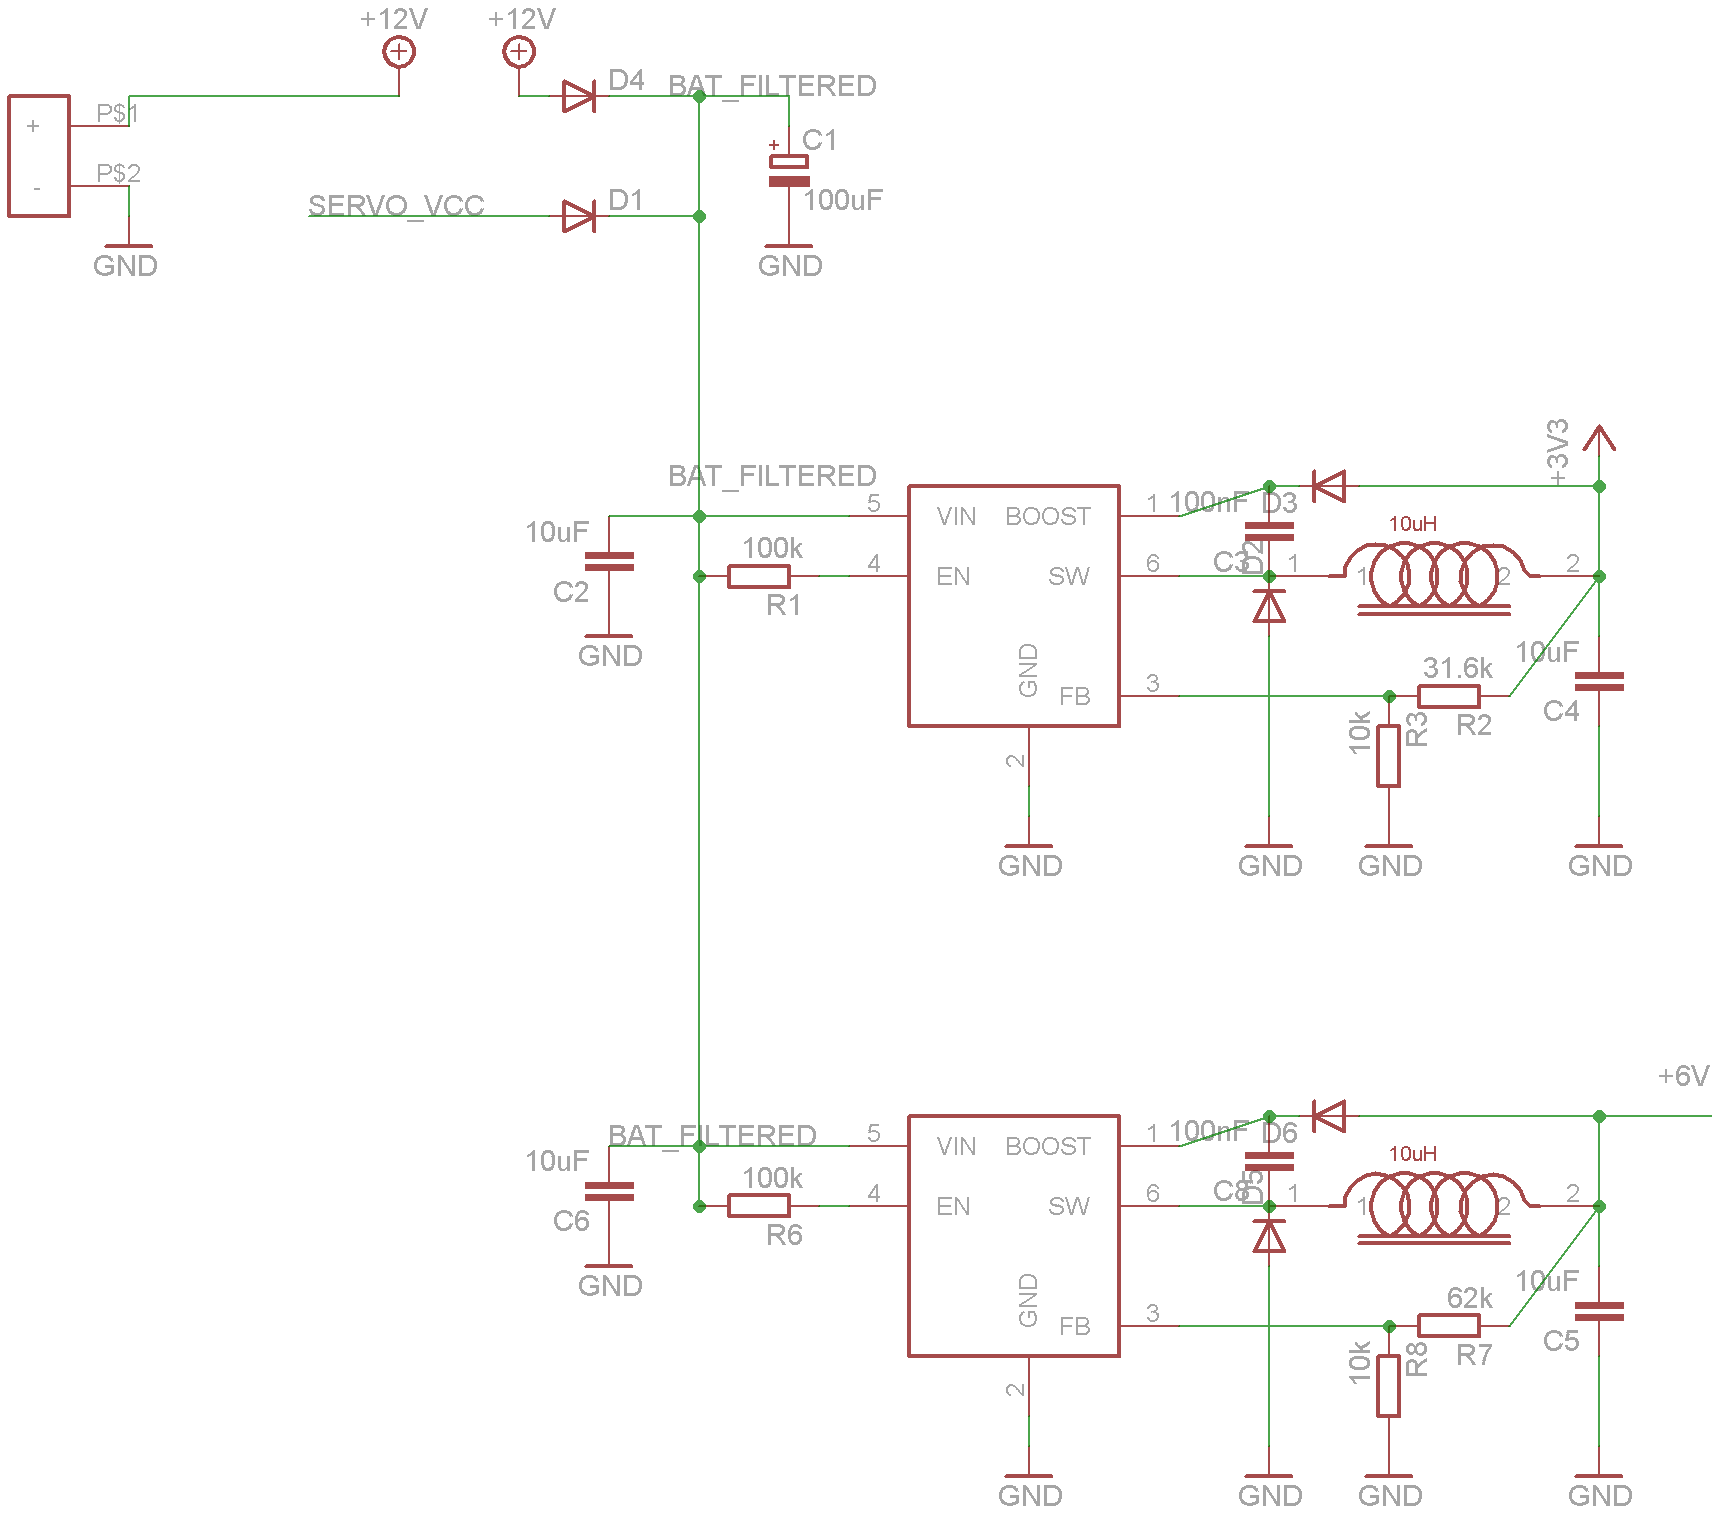 +12V
+12V
D4
BAT_FILTERED
+
P$1
C1
+
-
P$2
SERVO_VCC
D1
100uF
GND
GND
BAT_FILTERED
10uF
C2
GND
100k
R1
5
4
VIN
EN
BOOST
SW
GND
FB
1
6
3
2
GND
100nF
D3
C3
D2
+3V3
10uH
1
1
2
2
31.6k
R2
10k
R3
10uF
C4
GND
GND
GND
BAT_FILTERED
10uF
C6
GND
100k
R6
5
4
VIN
EN
BOOST
SW
GND
FB
1
6
3
2
GND
100nF
D6
C8
D5
+6V
10uH
1
1
2
2
62k
R7
10k
R8
10uF
C5
GND
GND
GND